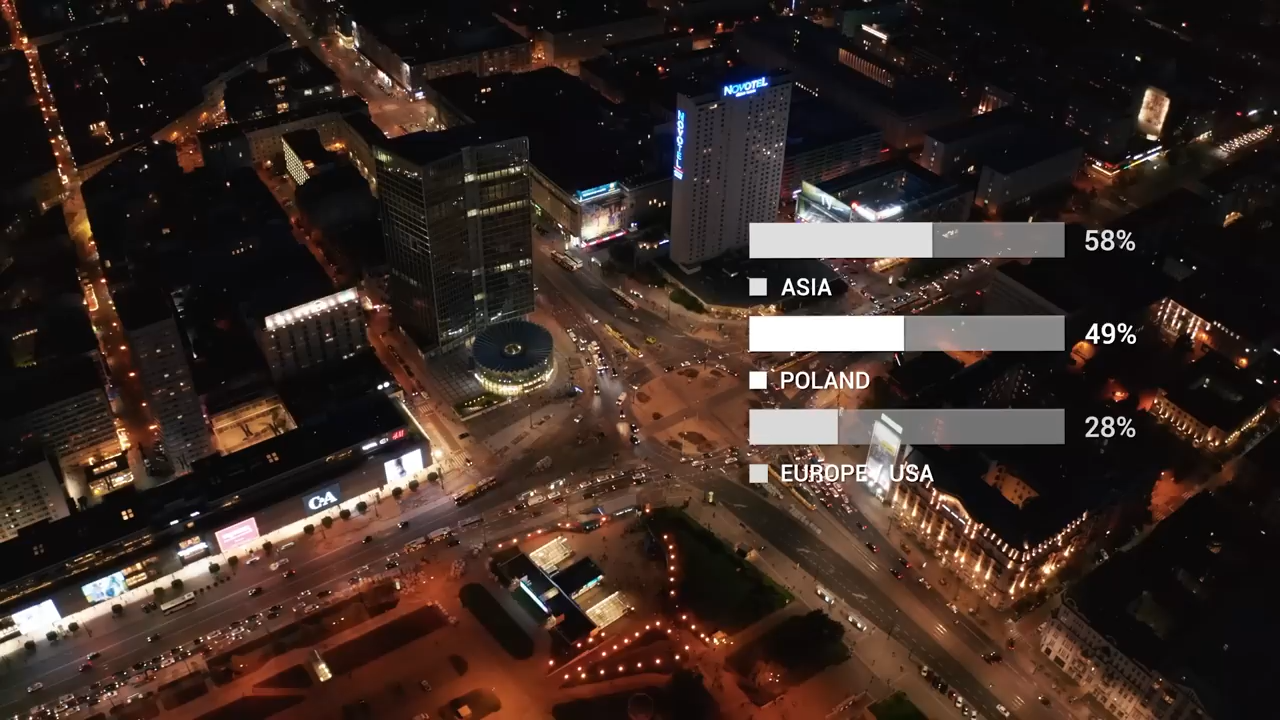 NOVOTEL
NOVOTEL
58%
ASIA
49%
POLAND
28%
EUROPE / USA
H&M
C&A